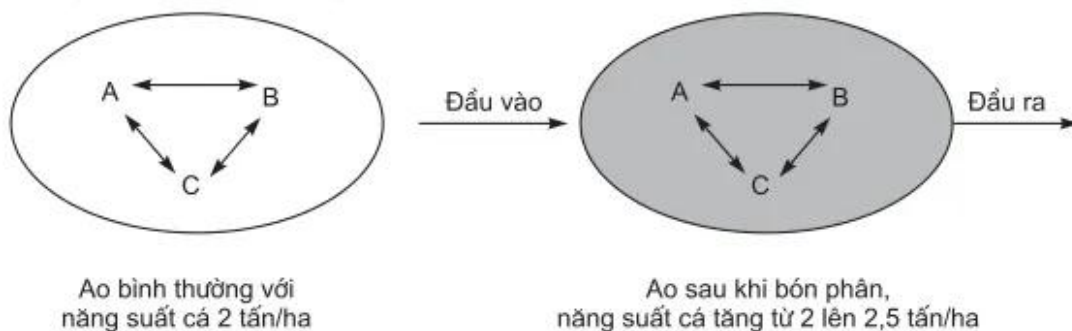 A
B
C
Đầu vào
A
B
C
Đầu ra
Ao bình thường với
năng suất cá 2 tấn/ha
Ao sau khi bón phân,
năng suất cá tăng từ 2 lên 2,5 tấn/ha